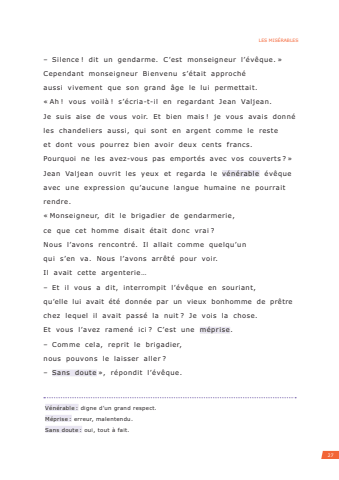 LES MISÉRABLES
– Silence ! dit un gendarme. C'est monseigneur l'évêque. »
Cependant monseigneur Bienvenu s'était approché
aussi vivement que son grand âge le lui permettait.
« Ah ! vous voilà ! s'écria-t-il en regardant Jean Valjean.
Je suis aise de vous voir. Et bien mais ! je vous avais donné
les chandeliers aussi, qui sont en argent comme le reste
et dont vous pourrez bien avoir deux cents francs.
Pourquoi ne les avez-vous pas emportés avec vos couverts ? »
Jean Valjean ouvrit les yeux et regarda le vénérable évêque
avec une expression qu'aucune langue humaine ne pourrait
rendre.
« Monseigneur, dit le brigadier de gendarmerie,
ce que cet homme disait était donc vrai ?
Nous l'avons rencontré. Il allait comme quelqu'un
qui s'en va. Nous l'avons arrêté pour voir.
Il avait cette argenterie…
– Et il vous a dit, interrompit l'évêque en souriant,
qu'elle lui avait été donnée par un vieux bonhomme de prêtre
chez lequel il avait passé la nuit ? Je vois la chose.
Et vous l'avez ramené ici ? C'est une méprise.
– Comme cela, reprit le brigadier,
nous pouvons le laisser aller ?
– Sans doute », répondit l'évêque.
Vénérable : digne d'un grand respect.
Méprise : erreur, malentendu.
Sans doute : oui, tout à fait.
27